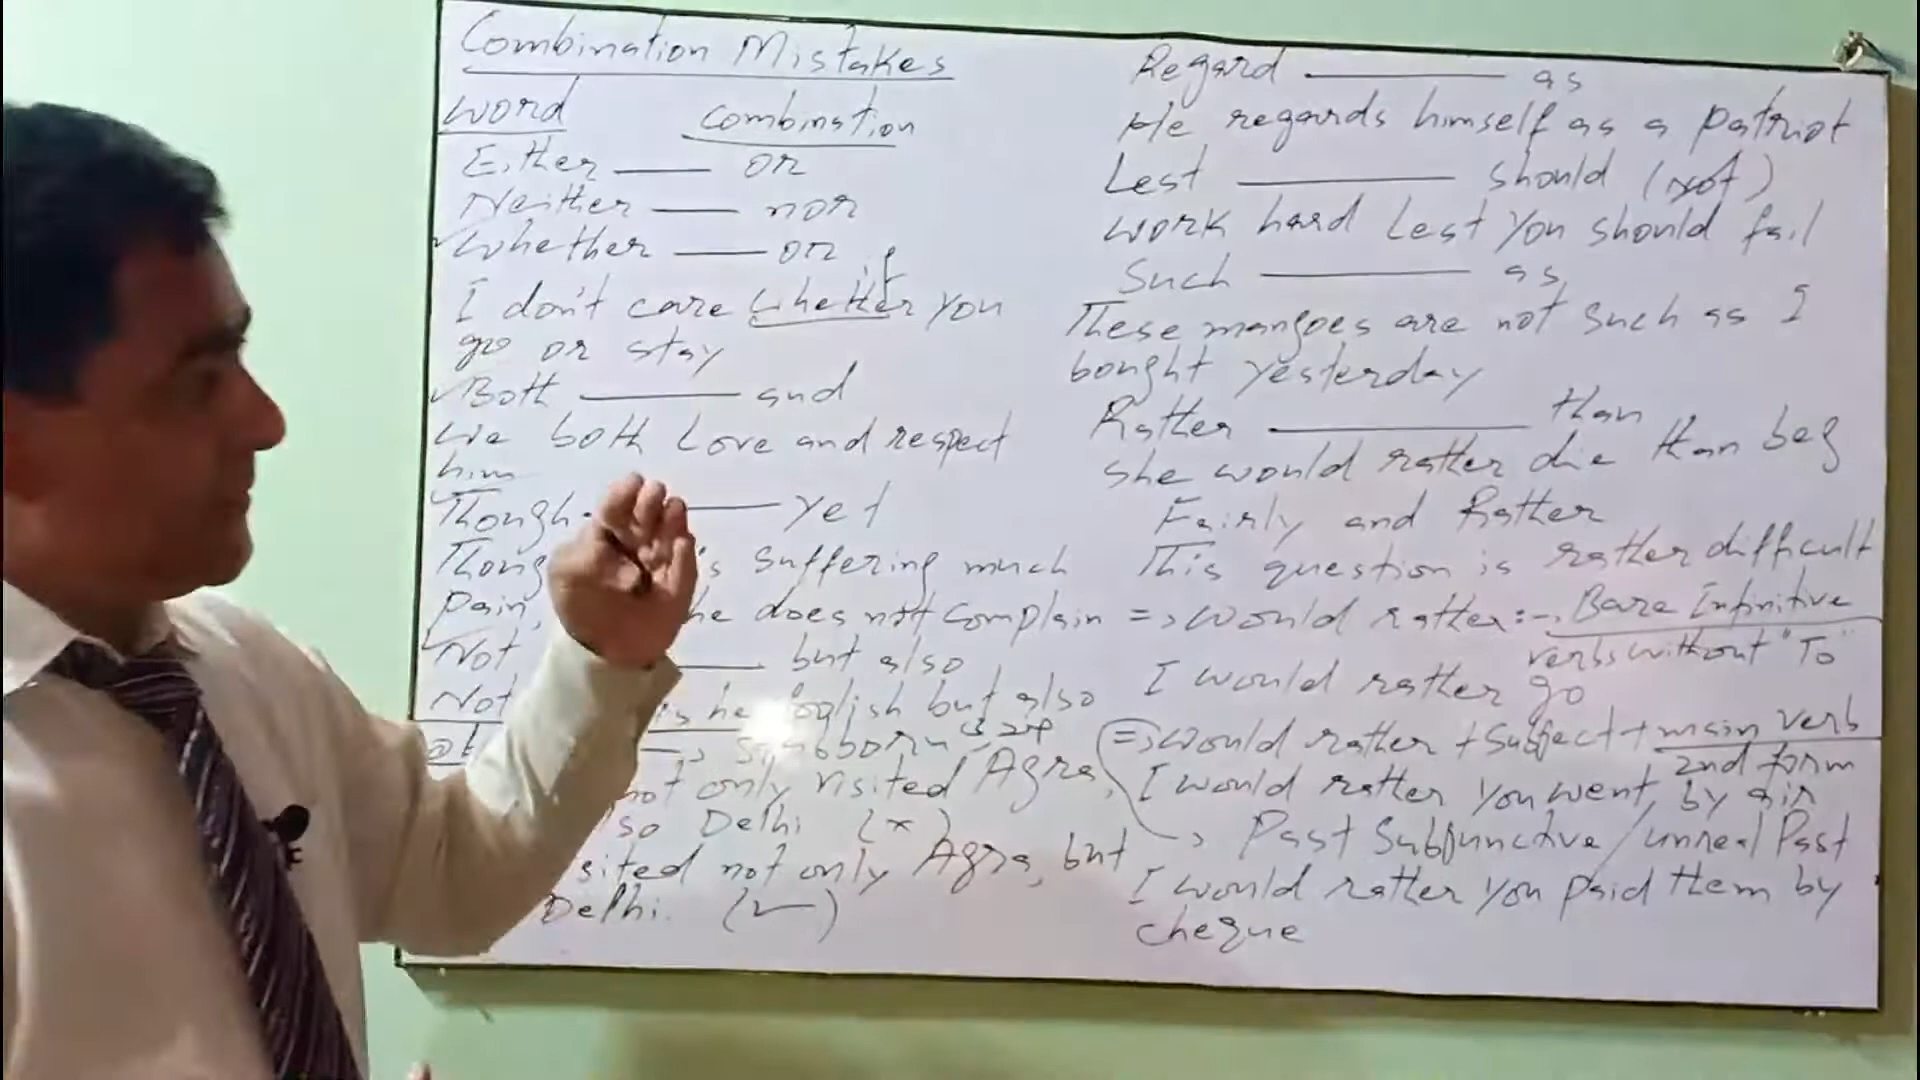 Combination Mistakes
Word Combination
Either —— or
Neither —— nor
Whether —— or
if
I don't care whether you
go or stay
Both —— and
We both love and respect
him
Though —— yet
suffering much
pain, he does not complain
Not —— but also
Not is he foolish but also
stubborn
not only visited Agra,
Delhi (×)
not only Agra, but
Delhi. (✓)
Regard —— as
He regards himself as a patriot
Lest —— should (not)
Work hard lest you should fail
Such —— as
These mangoes are not such as I
bought yesterday
Rather —— than
She would rather die than beg
Fairly and Rather
This question is rather difficult
=> would rather :- Bare Infinitive
verbs without "To"
I would rather go
=> would rather + subject + main verb
2nd form
I would rather you went by air
→ Past Subjunctive / unreal Past
I would rather you paid them by
cheque